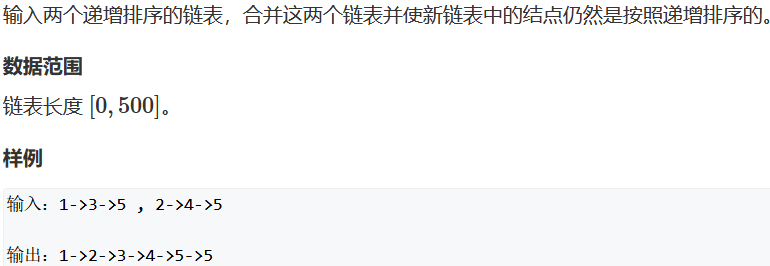 输入两个递增排序的链表，合并这两个链表并使新链表中的结点仍然是按照递增排序的。
数据范围
链表长度 [0, 500]。
样例
输入：1->3->5 , 2->4->5
输出：1->2->3->4->5->5